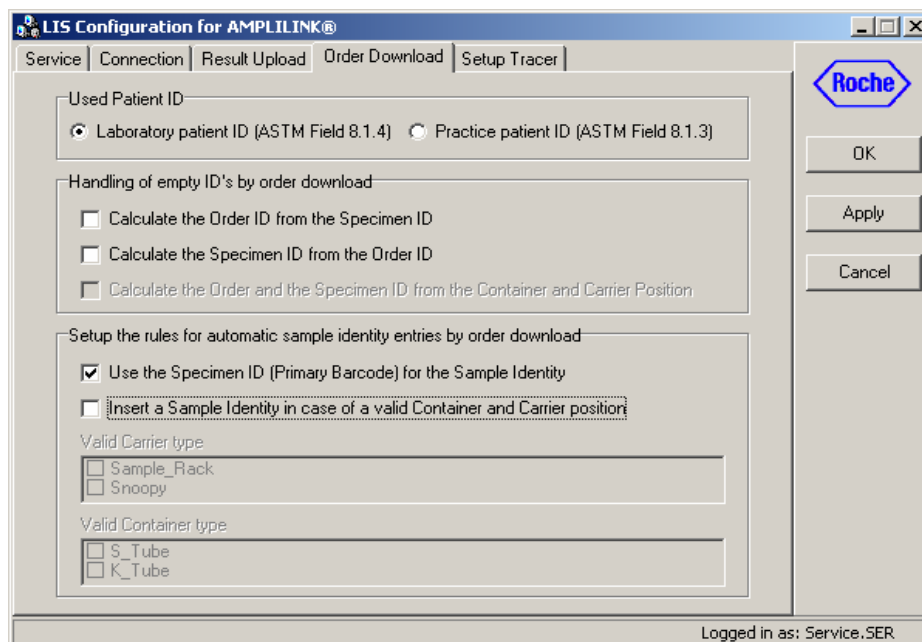 LIS Configuration for AMPLILINK®
Service Connection Result Upload Order Download Setup Tracer
Roche
Used Patient ID
Laboratory patient ID (ASTM Field 8.1.4) Practice patient ID (ASTM Field 8.1.3)
OK
Handling of empty ID's by order download
Calculate the Order ID from the Specimen ID
Apply
Calculate the Specimen ID from the Order ID
Cancel
Calculate the Order and the Specimen ID from the Container and Carrier Position
Setup the rules for automatic sample identity entries by order download
Use the Specimen ID (Primary Barcode) for the Sample Identity
Insert a Sample Identity in case of a valid Container and Carrier position
Valid Carrier type
Sample_Rack
Snoopy
Valid Container type
S_Tube
K_Tube
Logged in as: Service.SER